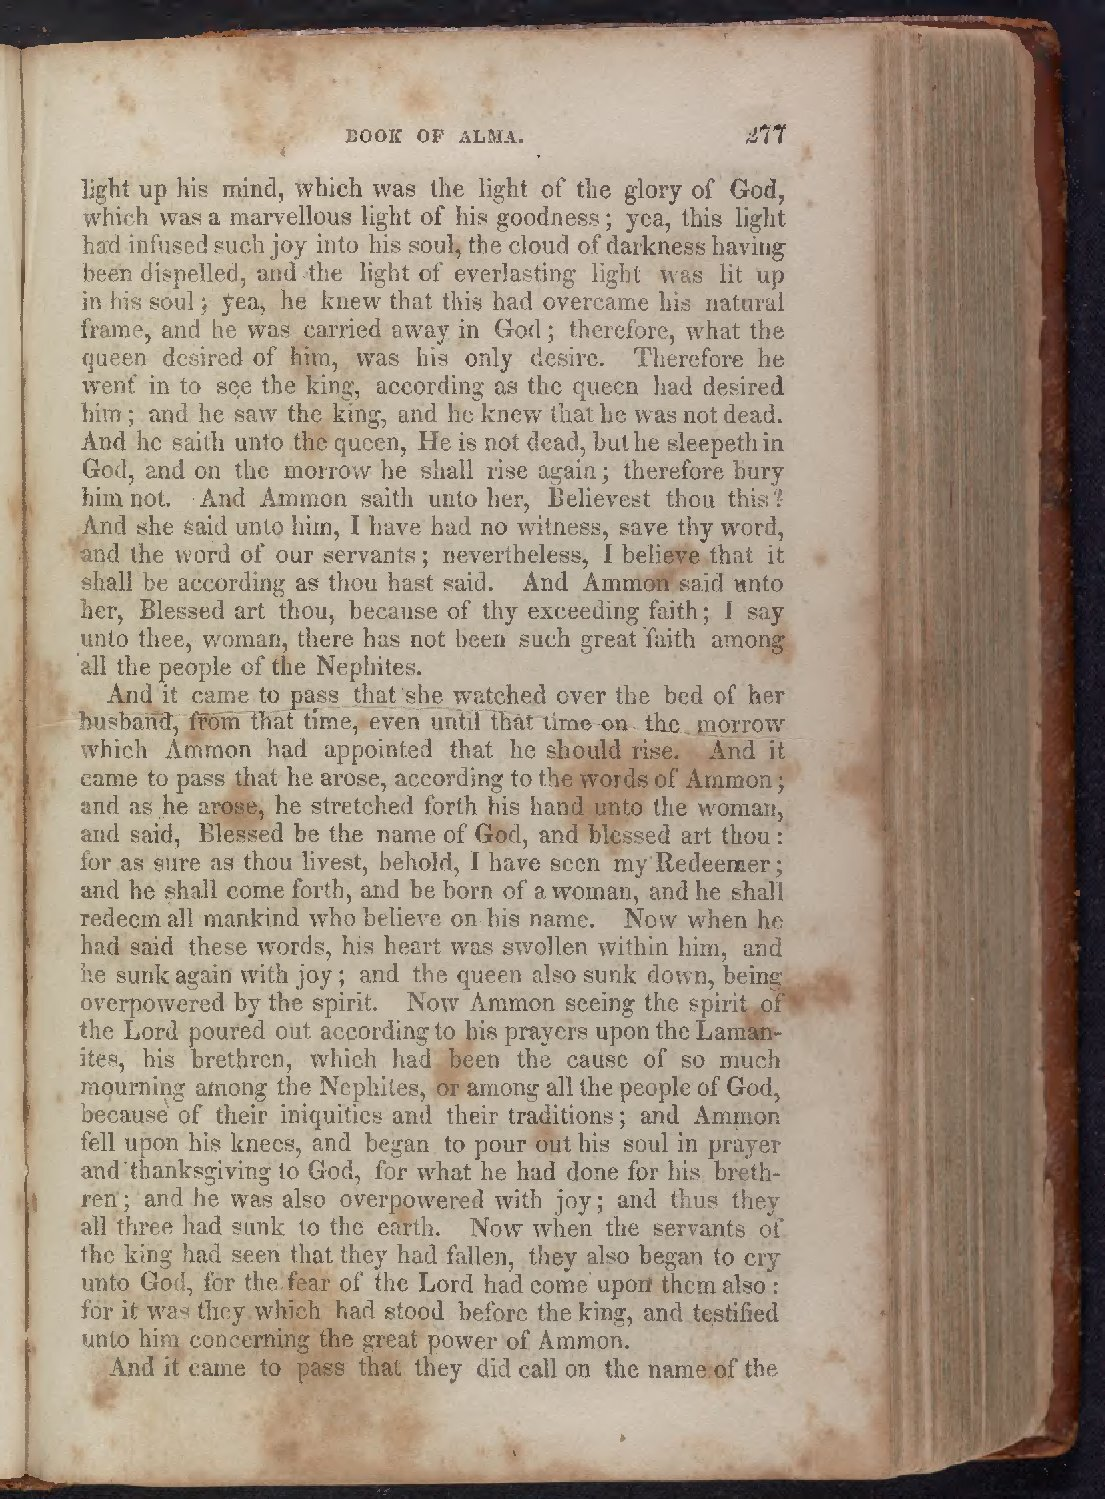 BOOK OF ALMA. 277
light up his mind, which was the light of the glory of God,
which was a marvellous light of his goodness; yea, this light
had infused such joy into his soul, the cloud of darkness having
been dispelled, and the light of everlasting light was lit up
in his soul; yea, he knew that this had overcame his natural
frame, and he was carried away in God; therefore, what the
queen desired of him, was his only desire. Therefore he
went in to see the king, according as the queen had desired
him; and he saw the king, and he knew that he was not dead.
And he saith unto the queen, He is not dead, but he sleepeth in
God, and on the morrow he shall rise again; therefore bury
him not. And Ammon saith unto her, Believest thou this?
And she said unto him, I have had no witness, save thy word,
and the word of our servants; nevertheless, I believe that it
shall be according as thou hast said. And Ammon said unto
her, Blessed art thou, because of thy exceeding faith; I say
unto thee, woman, there has not been such great faith among
all the people of the Nephites.
And it came to pass that she watched over the bed of her
husband, from that time, even until that time on the morrow
which Ammon had appointed that he should rise. And it
came to pass that he arose, according to the words of Ammon;
and as he arose, he stretched forth his hand unto the woman,
and said, Blessed be the name of God, and blessed art thou:
for as sure as thou livest, behold, I have seen my Redeemer;
and he shall come forth, and be born of a woman, and he shall
redeem all mankind who believe on his name. Now when he
had said these words, his heart was swollen within him, and
he sunk again with joy; and the queen also sunk down, being
overpowered by the spirit. Now Ammon seeing the spirit of
the Lord poured out according to his prayers upon the Laman-
ites, his brethren, which had been the cause of so much
mourning among the Nephites, or among all the people of God,
because of their iniquities and their traditions; and Ammon
fell upon his knees, and began to pour out his soul in prayer
and thanksgiving to God, for what he had done for his breth-
ren; and he was also overpowered with joy; and thus they
all three had sunk to the earth. Now when the servants of
the king had seen that they had fallen, they also began to cry
unto God, for the fear of the Lord had come upon them also:
for it was they which had stood before the king, and testified
unto him concerning the great power of Ammon.
And it came to pass that they did call on the name of the